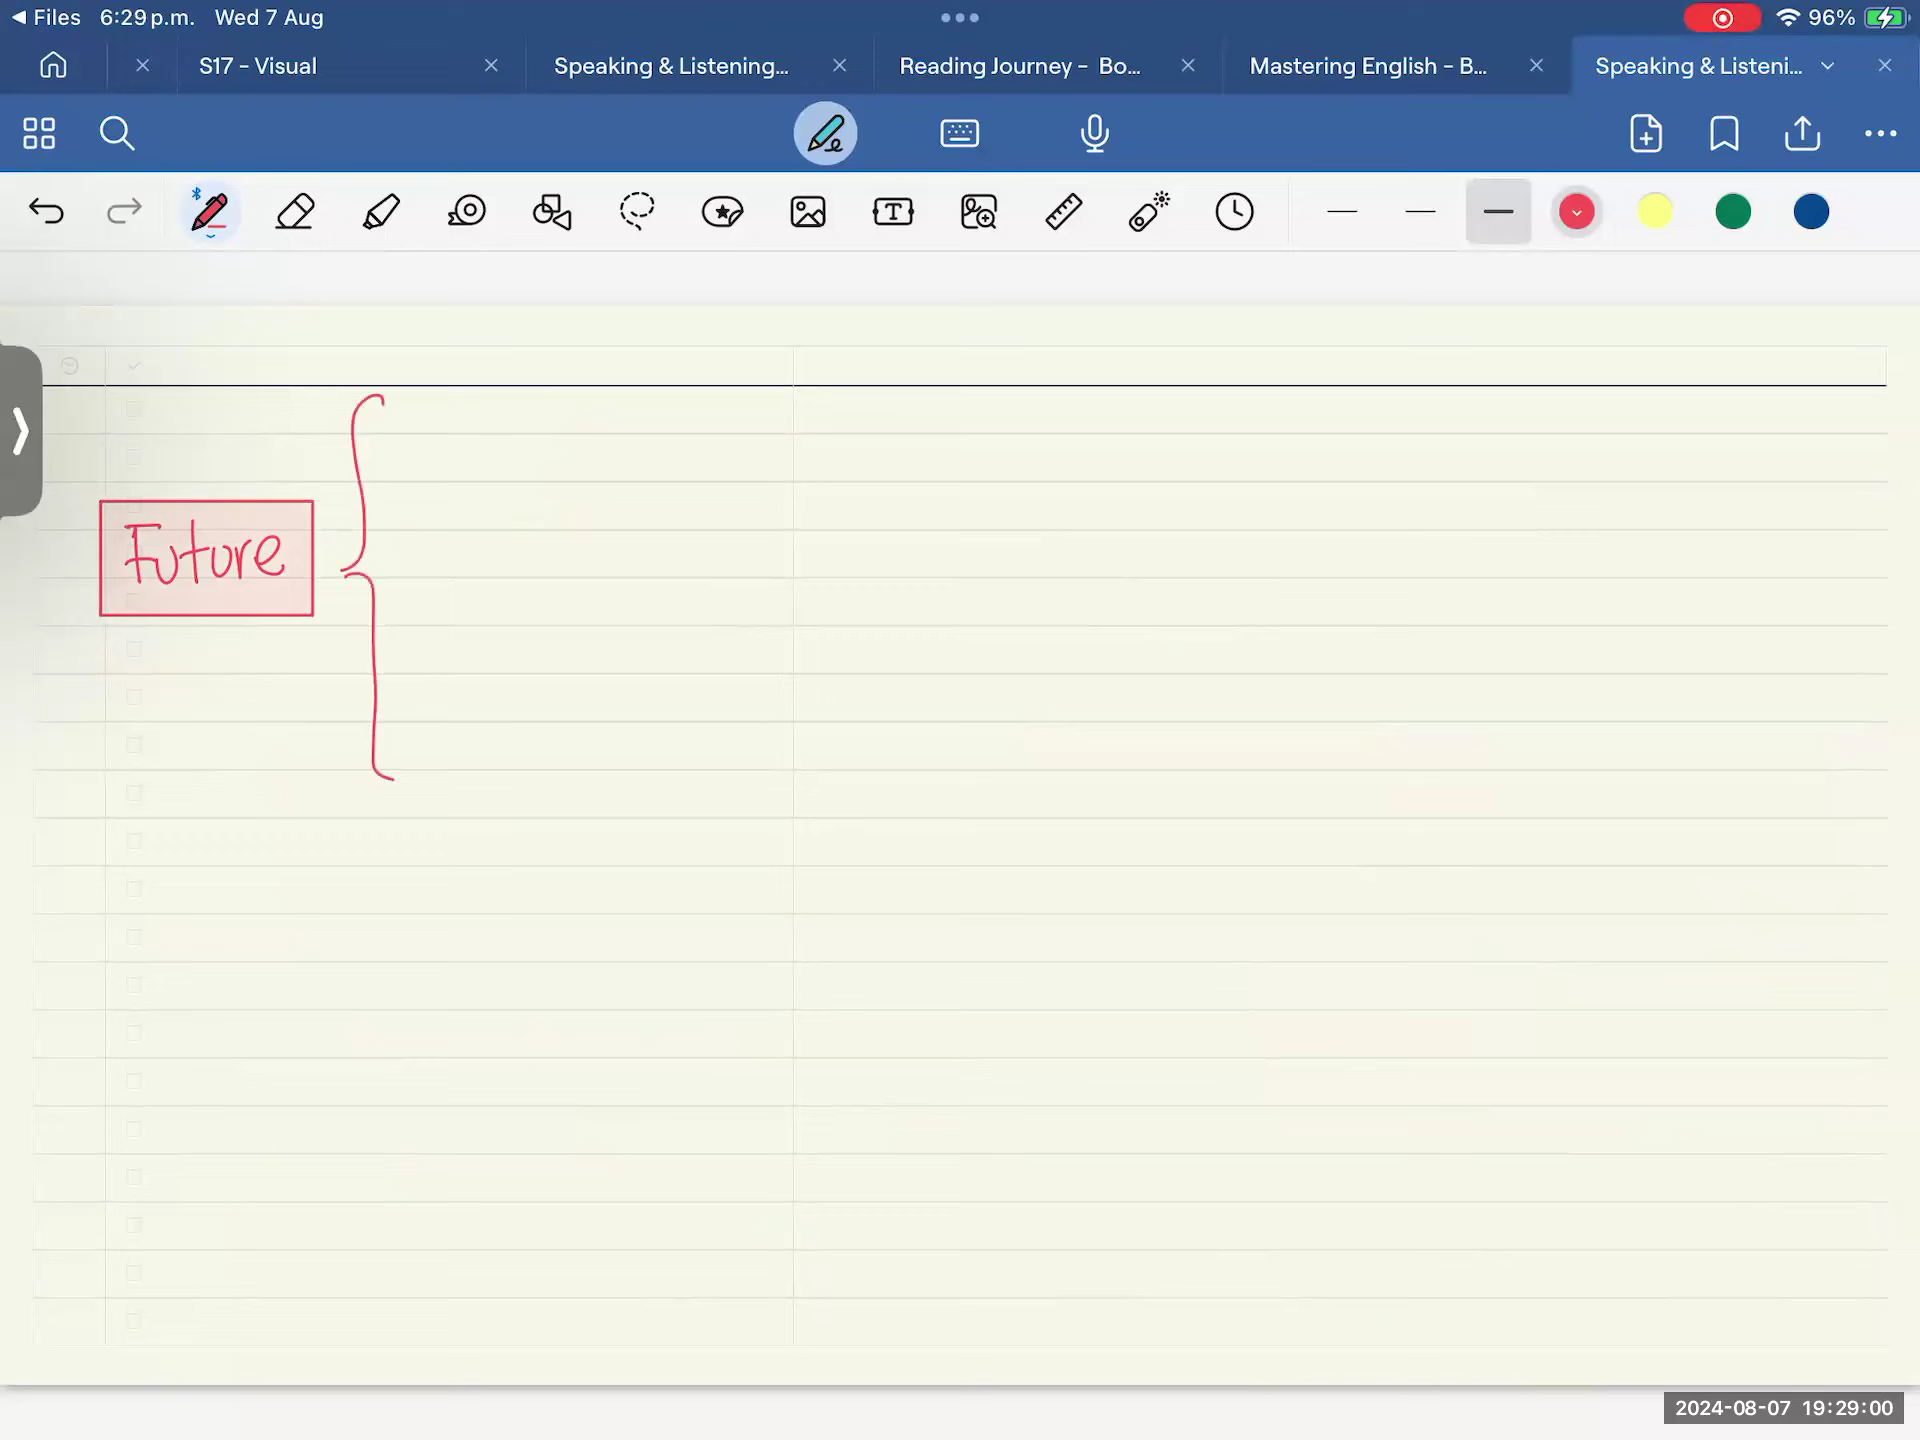 Files 6:29 p.m. Wed 7 Aug 96%
S17 - Visual Speaking & Listening... Reading Journey - Bo... Mastering English - B... Speaking & Listeni...
Future
2024-08-07 19:29:00